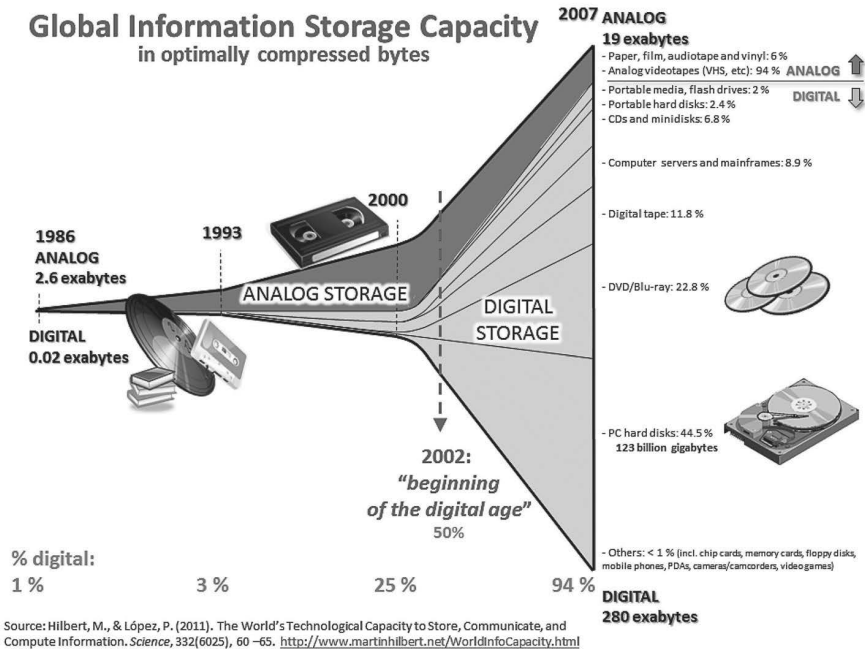 Global Information Storage Capacity
in optimally compressed bytes
2007 ANALOG
19 exabytes
- Paper, film, audiotape and vinyl: 6 %
- Analog videotapes (VHS, etc): 94 % ANALOG
- Portable media, flash drives: 2 %
DIGITAL
- Portable hard disks: 2.4 %
- CDs and minidisks: 6.8 %
- Computer servers and mainframes: 8.9 %
2000
- Digital tape: 11.8 %
1993
1986
ANALOG
2.6 exabytes
ANALOG STORAGE
- DVD/Blu-ray: 22.8 %
DIGITAL
STORAGE
DIGITAL
0.02 exabytes
- PC hard disks: 44.5 %
123 billion gigabytes
2002:
"beginning
of the digital age"
50%
- Others: < 1 % (incl. chip cards, memory cards, floppy disks,
mobile phones, PDAs, cameras/camcorders, video games)
% digital:
1 % 3 % 25 % 94 %
DIGITAL
280 exabytes
Source: Hilbert, M., & López, P. (2011). The World's Technological Capacity to Store, Communicate, and
Compute Information. Science, 332(6025), 60 –65. http://www.martinhilbert.net/WorldInfoCapacity.html